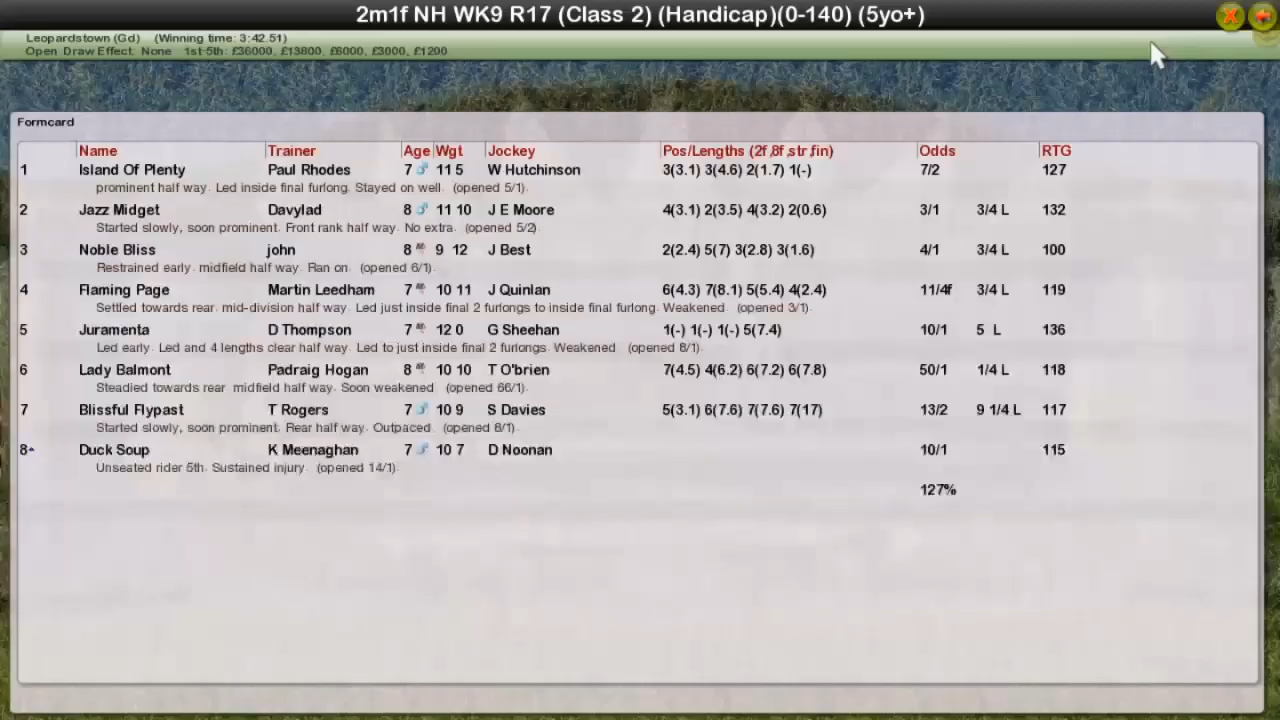 2m1f NH WK9 R17 (Class 2) (Handicap)(0-140) (5yo+)
Leopardstown (Gd) (Winning time: 3:42.51)
Open Draw Effect: None 1st-5th: £36000, £13800, £6000, £3000, £1200
Formcard
Name Trainer Age Wgt Jockey Pos/Lengths (2f,8f,str,fin) Odds RTG
1 Island Of Plenty Paul Rhodes 7 11 5 W Hutchinson 3(3.1) 3(4.6) 2(1.7) 1(-) 7/2 127
prominent half way. Led inside final furlong. Stayed on well. (opened 5/1).
2 Jazz Midget Davylad 8 11 10 J E Moore 4(3.1) 2(3.5) 4(3.2) 2(0.6) 3/1 3/4 L 132
Started slowly, soon prominent. Front rank half way. No extra. (opened 5/2).
3 Noble Bliss john 8 9 12 J Best 2(2.4) 5(7) 3(2.8) 3(1.6) 4/1 3/4 L 100
Restrained early. midfield half way. Ran on. (opened 6/1).
4 Flaming Page Martin Leedham 7 10 11 J Quinlan 6(4.3) 7(8.1) 5(5.4) 4(2.4) 11/4f 3/4 L 119
Settled towards rear. mid-division half way. Led just inside final 2 furlongs to inside final furlong. Weakened. (opened 3/1).
5 Juramenta D Thompson 7 12 0 G Sheehan 1(-) 1(-) 1(-) 5(7.4) 10/1 5 L 136
Led early. Led and 4 lengths clear half way. Led to just inside final 2 furlongs. Weakened. (opened 8/1).
6 Lady Balmont Padraig Hogan 8 10 10 T O'brien 7(4.5) 4(6.2) 6(7.2) 6(7.8) 50/1 1/4 L 118
Steadied towards rear. midfield half way. Soon weakened. (opened 66/1).
7 Blissful Flypast T Rogers 7 10 9 S Davies 5(3.1) 6(7.6) 7(7.6) 7(17) 13/2 9 1/4 L 117
Started slowly, soon prominent. Rear half way. Outpaced. (opened 8/1).
8 Duck Soup K Meenaghan 7 10 7 D Noonan 10/1 115
Unseated rider 5th. Sustained injury. (opened 14/1).
127%